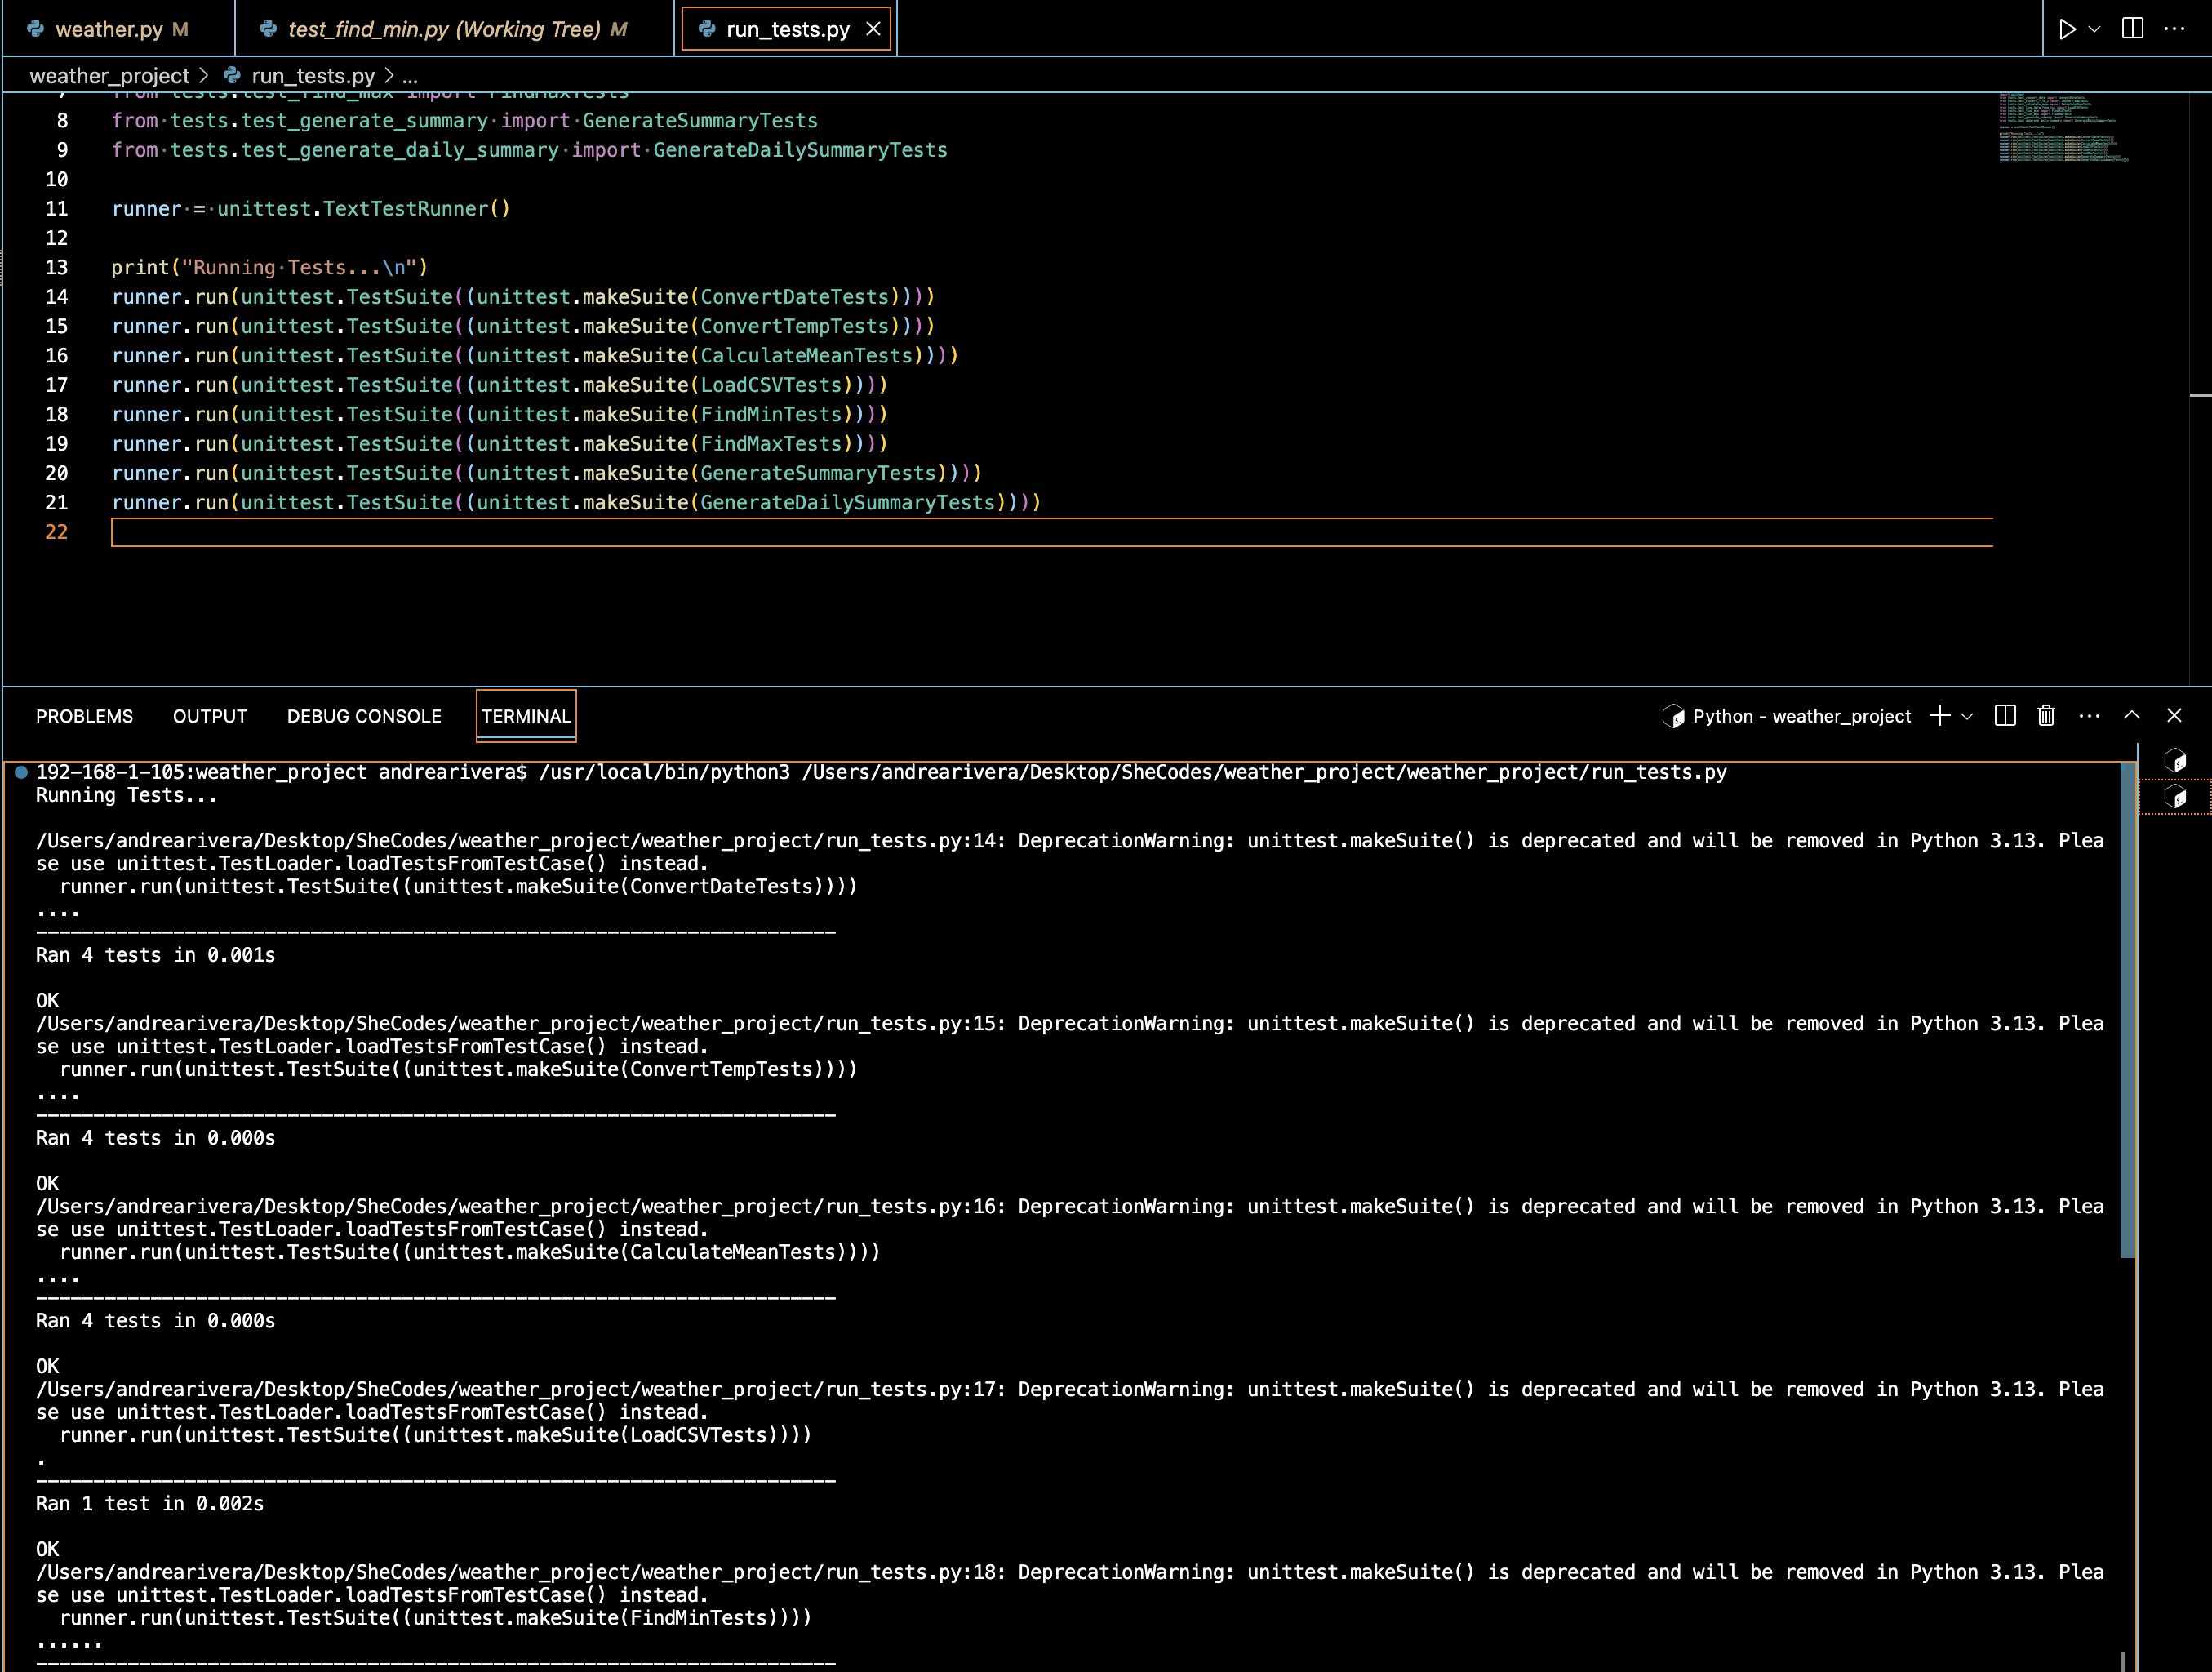 weather.py M
test_find_min.py (Working Tree) M
run_tests.py
weather_project > run_tests.py > ...
7 from tests.test_find_max import FindMaxTests
8 from tests.test_generate_summary import GenerateSummaryTests
9 from tests.test_generate_daily_summary import GenerateDailySummaryTests
10
11 runner = unittest.TextTestRunner()
12
13 print("Running Tests...\n")
14 runner.run(unittest.TestSuite((unittest.makeSuite(ConvertDateTests))))
15 runner.run(unittest.TestSuite((unittest.makeSuite(ConvertTempTests))))
16 runner.run(unittest.TestSuite((unittest.makeSuite(CalculateMeanTests))))
17 runner.run(unittest.TestSuite((unittest.makeSuite(LoadCSVTests))))
18 runner.run(unittest.TestSuite((unittest.makeSuite(FindMinTests))))
19 runner.run(unittest.TestSuite((unittest.makeSuite(FindMaxTests))))
20 runner.run(unittest.TestSuite((unittest.makeSuite(GenerateSummaryTests))))
21 runner.run(unittest.TestSuite((unittest.makeSuite(GenerateDailySummaryTests))))
22
PROBLEMS OUTPUT DEBUG CONSOLE TERMINAL Python - weather_project
192-168-1-105:weather_project andrearivera$ /usr/local/bin/python3 /Users/andrearivera/Desktop/SheCodes/weather_project/weather_project/run_tests.py
Running Tests...
/Users/andrearivera/Desktop/SheCodes/weather_project/weather_project/run_tests.py:14: DeprecationWarning: unittest.makeSuite() is deprecated and will be removed in Python 3.13. Plea
se use unittest.TestLoader.loadTestsFromTestCase() instead.
runner.run(unittest.TestSuite((unittest.makeSuite(ConvertDateTests))))
....
----------------------------------------------------------------------
Ran 4 tests in 0.001s
OK
/Users/andrearivera/Desktop/SheCodes/weather_project/weather_project/run_tests.py:15: DeprecationWarning: unittest.makeSuite() is deprecated and will be removed in Python 3.13. Plea
se use unittest.TestLoader.loadTestsFromTestCase() instead.
runner.run(unittest.TestSuite((unittest.makeSuite(ConvertTempTests))))
....
----------------------------------------------------------------------
Ran 4 tests in 0.000s
OK
/Users/andrearivera/Desktop/SheCodes/weather_project/weather_project/run_tests.py:16: DeprecationWarning: unittest.makeSuite() is deprecated and will be removed in Python 3.13. Plea
se use unittest.TestLoader.loadTestsFromTestCase() instead.
runner.run(unittest.TestSuite((unittest.makeSuite(CalculateMeanTests))))
....
----------------------------------------------------------------------
Ran 4 tests in 0.000s
OK
/Users/andrearivera/Desktop/SheCodes/weather_project/weather_project/run_tests.py:17: DeprecationWarning: unittest.makeSuite() is deprecated and will be removed in Python 3.13. Plea
se use unittest.TestLoader.loadTestsFromTestCase() instead.
runner.run(unittest.TestSuite((unittest.makeSuite(LoadCSVTests))))
.
----------------------------------------------------------------------
Ran 1 test in 0.002s
OK
/Users/andrearivera/Desktop/SheCodes/weather_project/weather_project/run_tests.py:18: DeprecationWarning: unittest.makeSuite() is deprecated and will be removed in Python 3.13. Plea
se use unittest.TestLoader.loadTestsFromTestCase() instead.
runner.run(unittest.TestSuite((unittest.makeSuite(FindMinTests))))
......
----------------------------------------------------------------------